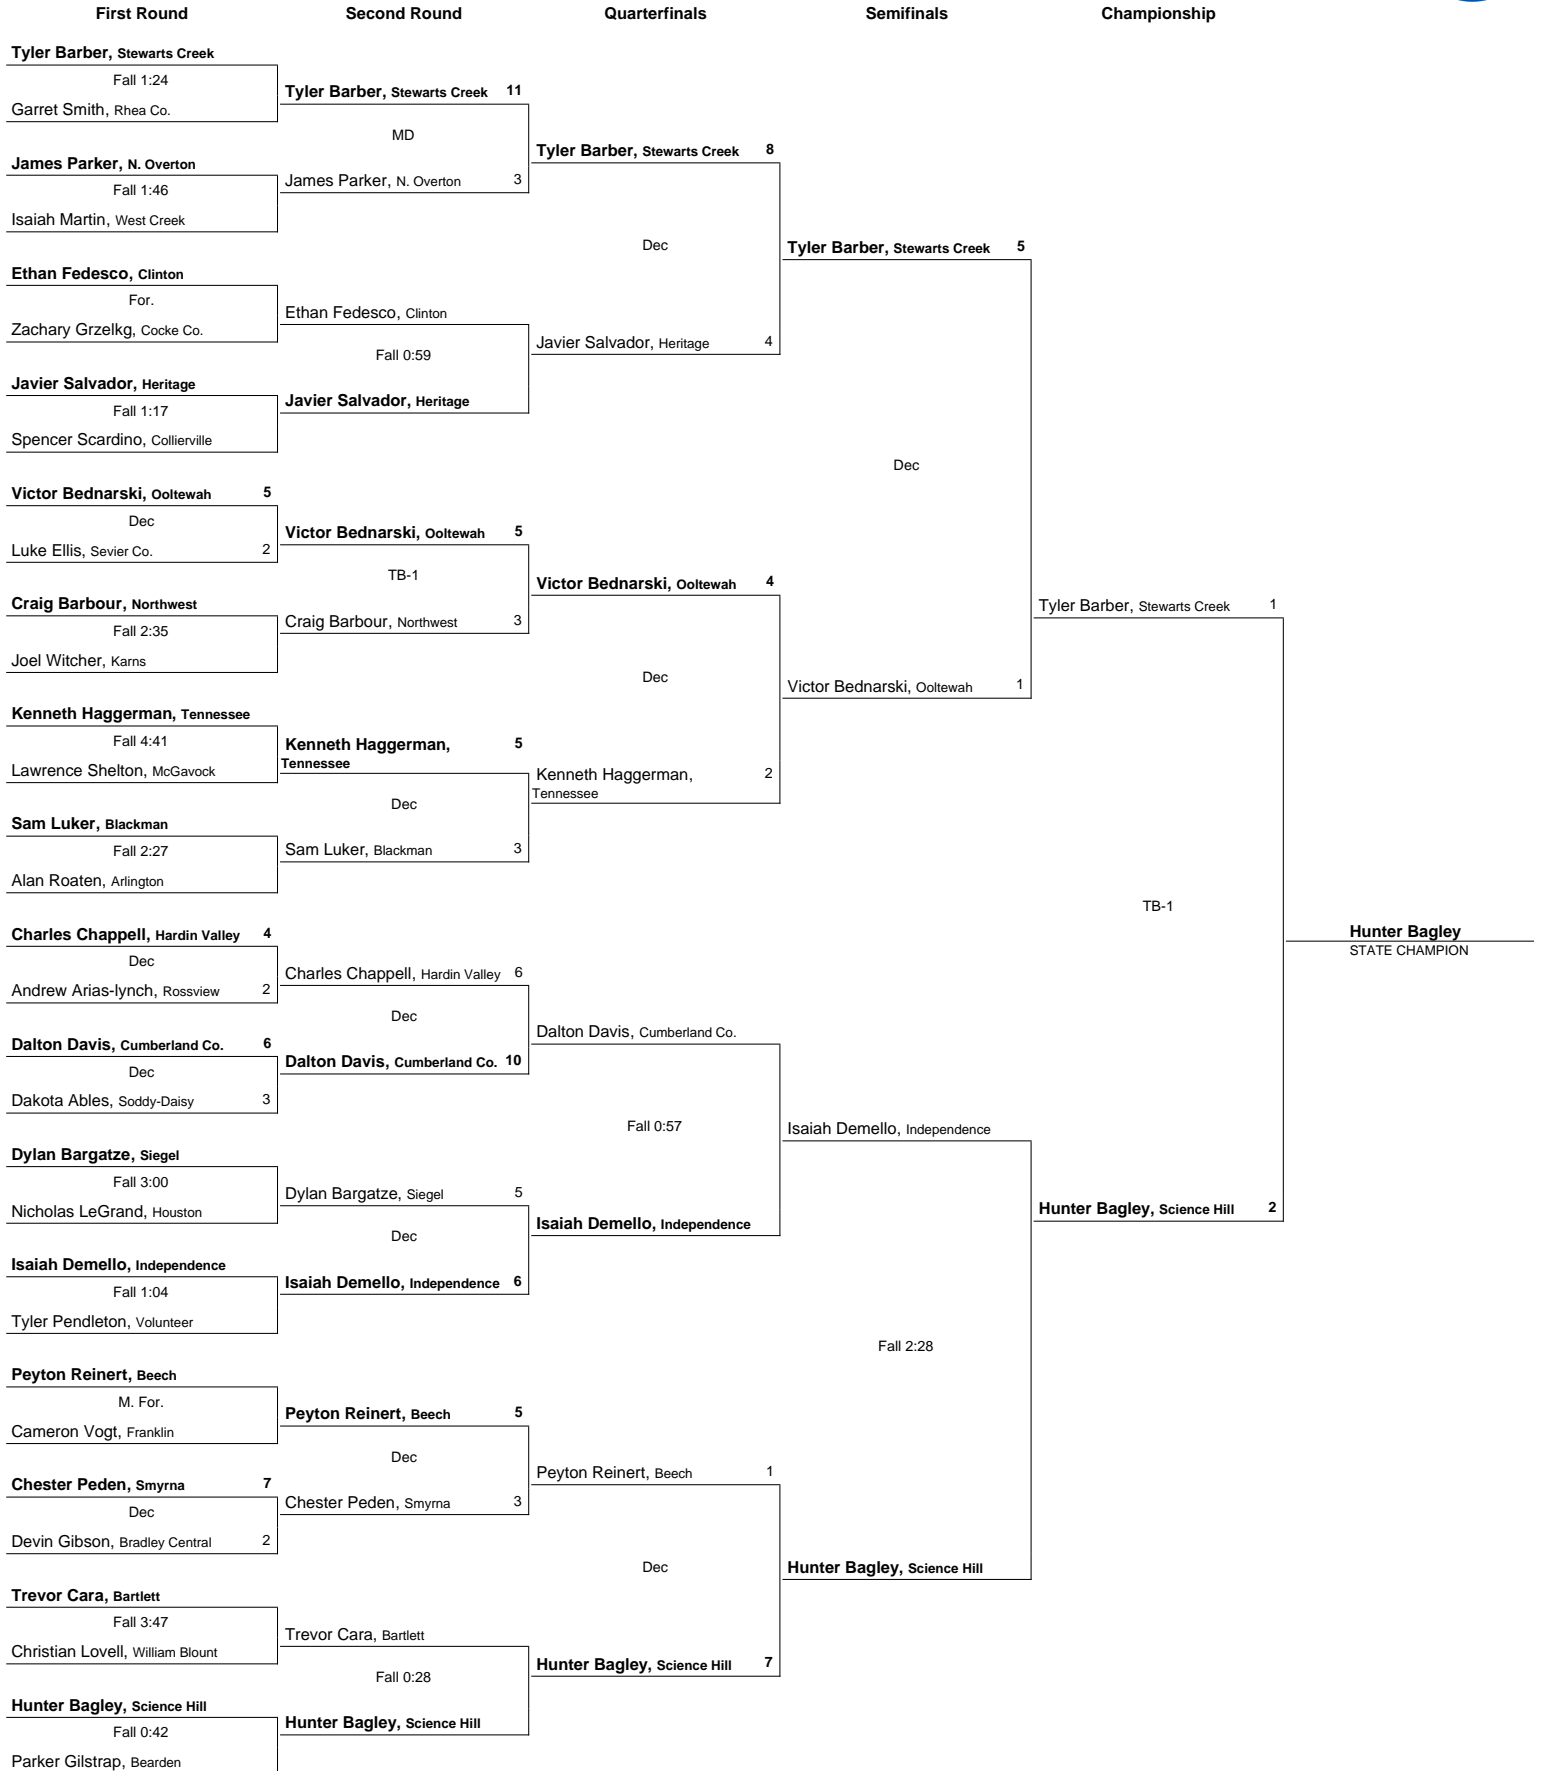 First Round
Second Round
Quarterfinals
Semifinals
Championship
Tyler Barber, Stewarts Creek
Fall 1:24
Garret Smith, Rhea Co.
James Parker, N. Overton
Fall 1:46
Isaiah Martin, West Creek
Ethan Fedesco, Clinton
For.
Zachary Grzelkg, Cocke Co.
Javier Salvador, Heritage
Fall 1:17
Spencer Scardino, Collierville
Victor Bednarski, Ooltewah 5
Dec
Luke Ellis, Sevier Co. 2
Craig Barbour, Northwest
Fall 2:35
Joel Witcher, Karns
Kenneth Haggerman, Tennessee
Fall 4:41
Lawrence Shelton, McGavock
Sam Luker, Blackman
Fall 2:27
Alan Roaten, Arlington
Charles Chappell, Hardin Valley 4
Dec
Andrew Arias-lynch, Rossview 2
Dalton Davis, Cumberland Co. 6
Dec
Dakota Ables, Soddy-Daisy 3
Dylan Bargatze, Siegel
Fall 3:00
Nicholas LeGrand, Houston
Isaiah Demello, Independence
Fall 1:04
Tyler Pendleton, Volunteer
Peyton Reinert, Beech
M. For.
Cameron Vogt, Franklin
Chester Peden, Smyrna 7
Dec
Devin Gibson, Bradley Central 2
Trevor Cara, Bartlett
Fall 3:47
Christian Lovell, William Blount
Hunter Bagley, Science Hill
Fall 0:42
Parker Gilstrap, Bearden
Tyler Barber, Stewarts Creek 11
MD
James Parker, N. Overton 3
Ethan Fedesco, Clinton
Fall 0:59
Javier Salvador, Heritage
Victor Bednarski, Ooltewah 5
TB-1
Craig Barbour, Northwest 3
Kenneth Haggerman, 5
Tennessee
Dec
Sam Luker, Blackman 3
Charles Chappell, Hardin Valley 6
Dec
Dalton Davis, Cumberland Co. 10
Dylan Bargatze, Siegel 5
Dec
Isaiah Demello, Independence 6
Peyton Reinert, Beech 5
Dec
Chester Peden, Smyrna 3
Trevor Cara, Bartlett
Fall 0:28
Hunter Bagley, Science Hill
Tyler Barber, Stewarts Creek 8
Dec
Javier Salvador, Heritage 4
Victor Bednarski, Ooltewah 4
Dec
Kenneth Haggerman, 2
Tennessee
Dalton Davis, Cumberland Co.
Fall 0:57
Isaiah Demello, Independence
Peyton Reinert, Beech 1
Dec
Hunter Bagley, Science Hill 7
Tyler Barber, Stewarts Creek 5
Dec
Victor Bednarski, Ooltewah 1
Isaiah Demello, Independence
Fall 2:28
Hunter Bagley, Science Hill
Tyler Barber, Stewarts Creek 1
TB-1
Hunter Bagley, Science Hill 2
Hunter Bagley
STATE CHAMPION